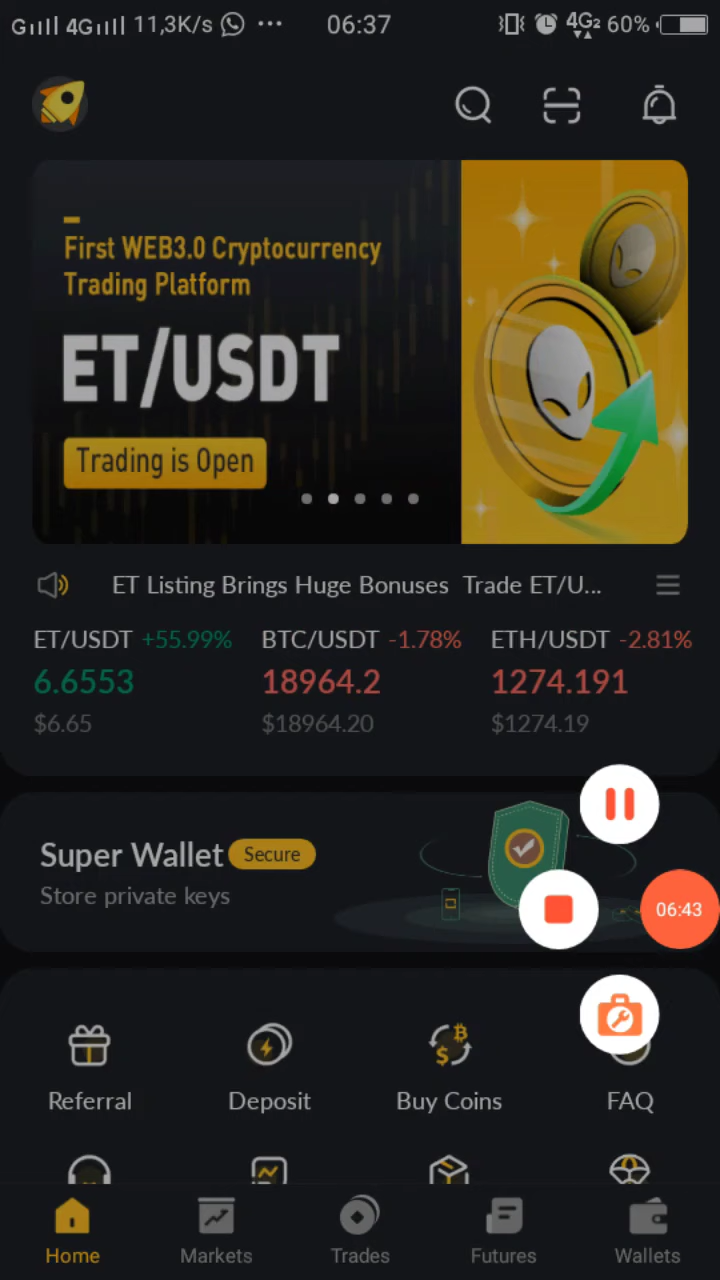 G 4G 11,3K/s ··· 06:37 4G2 60%
First WEB3.0 Cryptocurrency
Trading Platform
ET/USDT
Trading is Open
ET Listing Brings Huge Bonuses Trade ET/U...
ET/USDT +55.99% BTC/USDT -1.78% ETH/USDT -2.81%
6.6553 18964.2 1274.191
$6.65 $18964.20 $1274.19
Super Wallet Secure
Store private keys
06:43
Referral Deposit Buy Coins FAQ
Home Markets Trades Futures Wallets